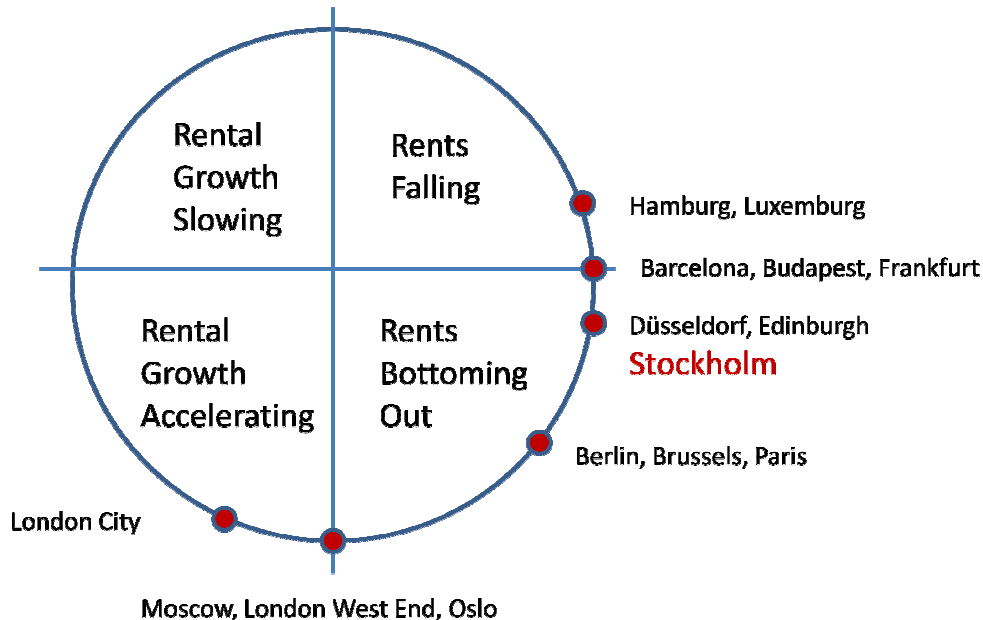 Rental
Growth
Slowing
Rents
Falling
Hamburg, Luxemburg
Barcelona, Budapest, Frankfurt
Rental
Growth
Accelerating
Rents
Bottoming
Out
Düsseldorf, Edinburgh
Stockholm
Berlin, Brussels, Paris
London City
Moscow, London West End, Oslo